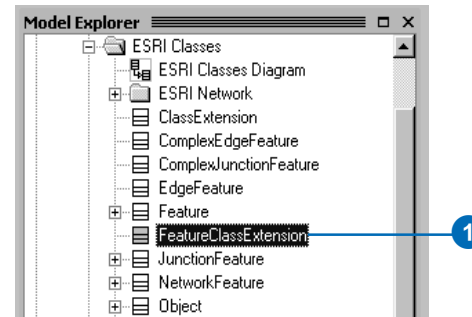 Model Explorer
ESRI Classes
ESRI Classes Diagram
ESRI Network
ClassExtension
ComplexEdgeFeature
ComplexJunctionFeature
EdgeFeature
Feature
FeatureClassExtension
1
JunctionFeature
NetworkFeature
Object